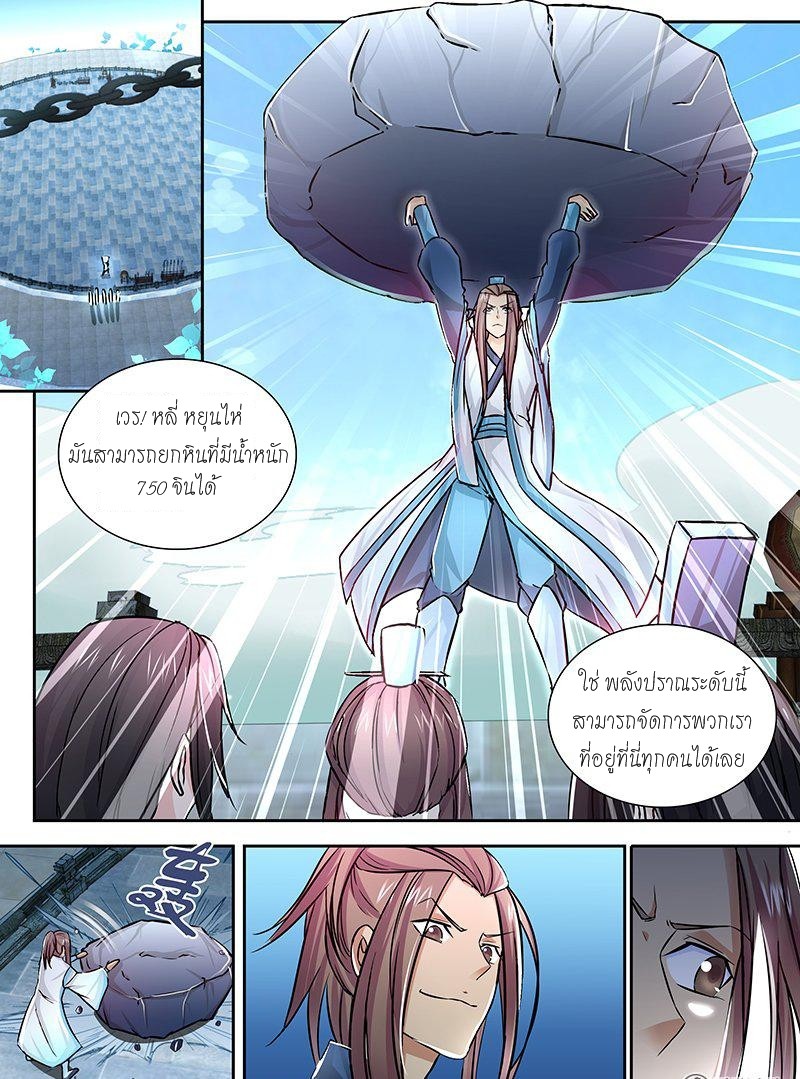 เวร! หลี่ หยุนไห่
มันสามารถยกหินที่มีน้ำหนัก
750 จินได้
ใช่ พลังปราณระดับนี้
สามารถจัดการพวกเรา
ที่อยู่ที่นี่ทุกคนได้เลย